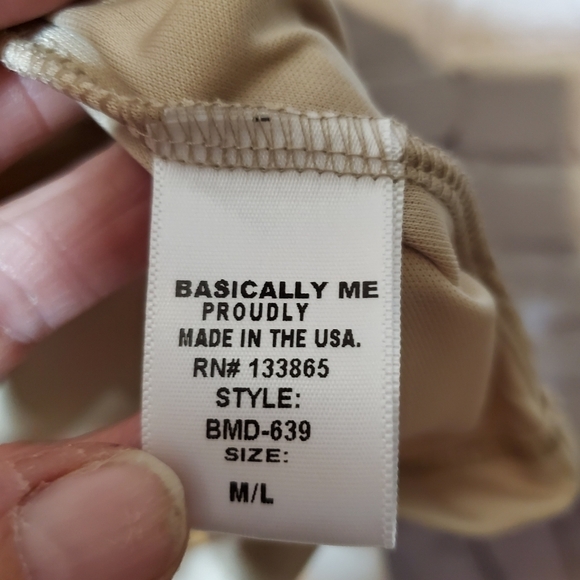 BASICALLY ME
PROUDLY
MADE IN THE USA.
RN# 133865
STYLE:
BMD-639
SIZE:
M/L